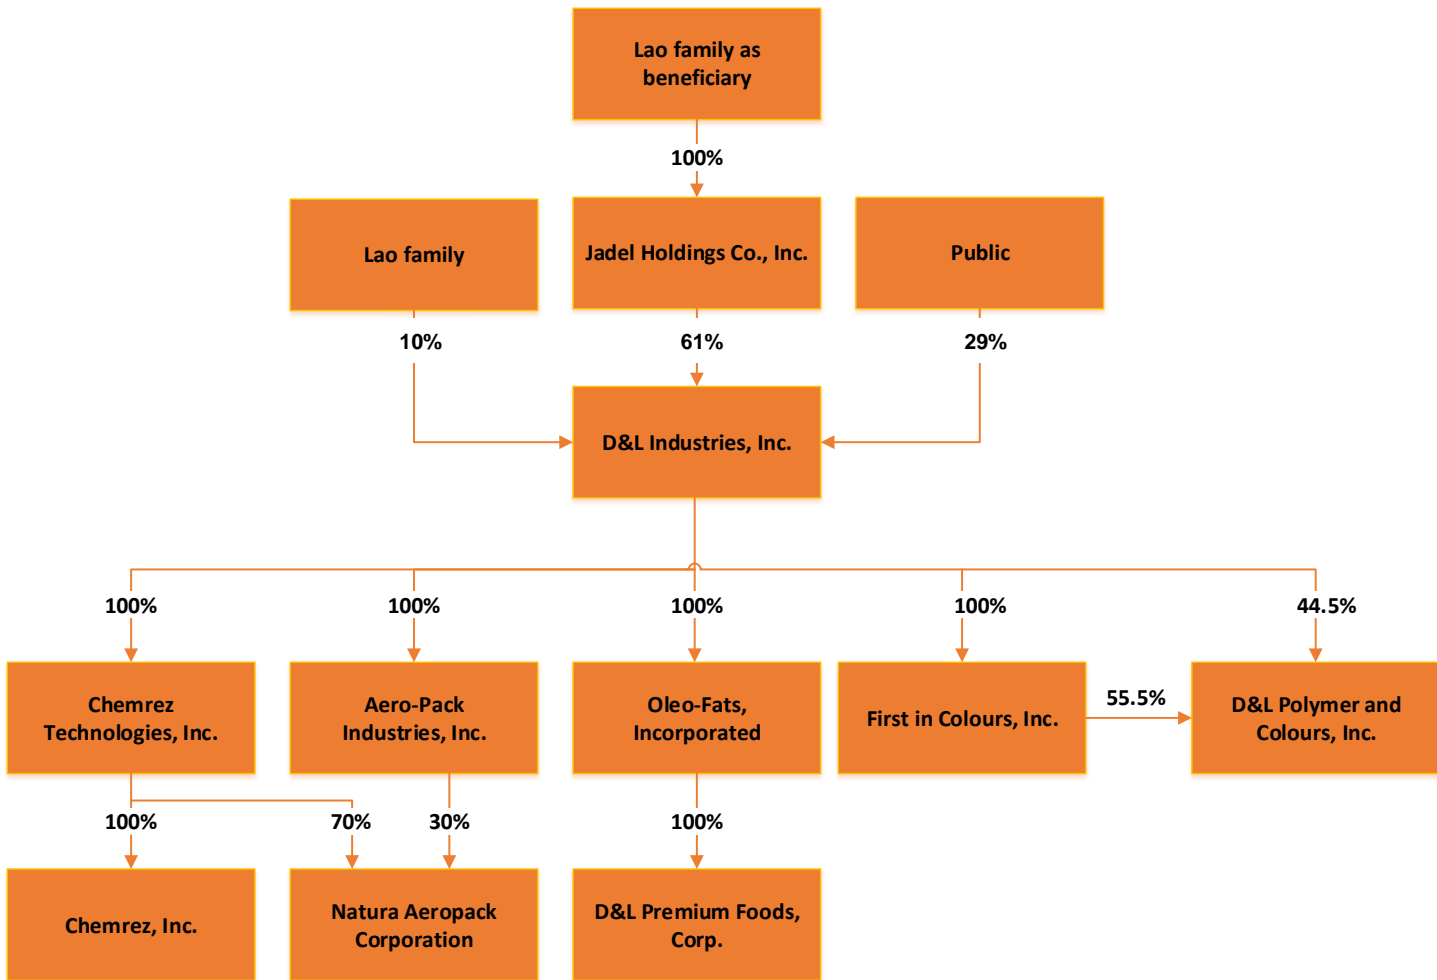 Lao family as
beneficiary
100%
Lao family
Jadel Holdings Co., Inc.
Public
10%
61%
29%
D&L Industries, Inc.
100%
100%
100%
100%
44.5%
Chemrez
Technologies, Inc.
Aero-Pack
Industries, Inc.
Oleo-Fats,
Incorporated
First in Colours, Inc.
55.5%
D&L Polymer and
Colours, Inc.
100%
70%
30%
100%
Chemrez, Inc.
Natura Aeropack
Corporation
D&L Premium Foods,
Corp.